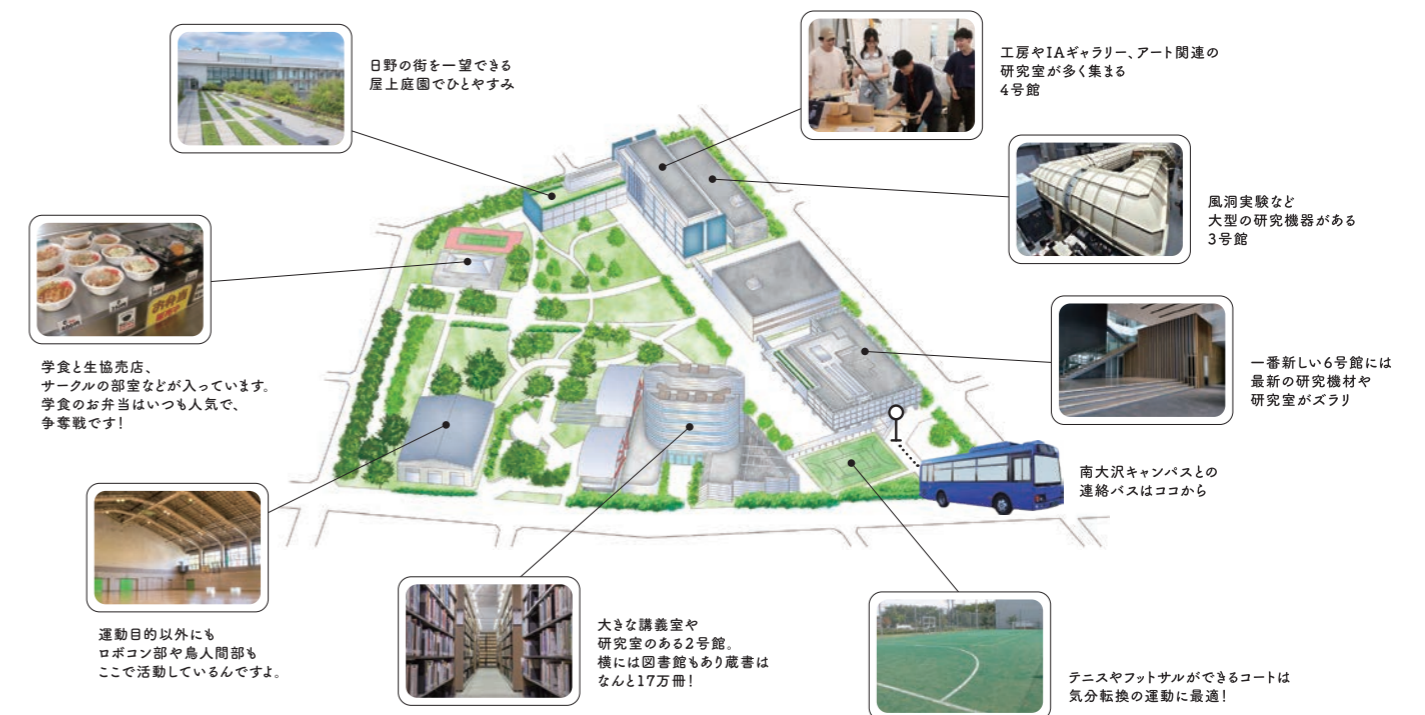 日野の街を一望できる
屋上庭園でひとやすみ
工房やIAギャラリー、アート関連の
研究室が多く集まる
4号館
風洞実験など
大型の研究機器がある
3号館
学食と生協売店、
サークルの部室などが入っています。
学食のお弁当はいつも人気で、
争奪戦です!
一番新しい6号館には
最新の研究機材や
研究室がズラリ
南大沢キャンパスとの
連絡バスはココから
運動目的以外にも
ロボコン部や鳥人間部も
ここで活動しているんですよ。
大きな講義室や
研究室のある2号館。
横には図書館もあり蔵書は
なんと17万冊!
テニスやフットサルができるコートは
気分転換の運動に最適!